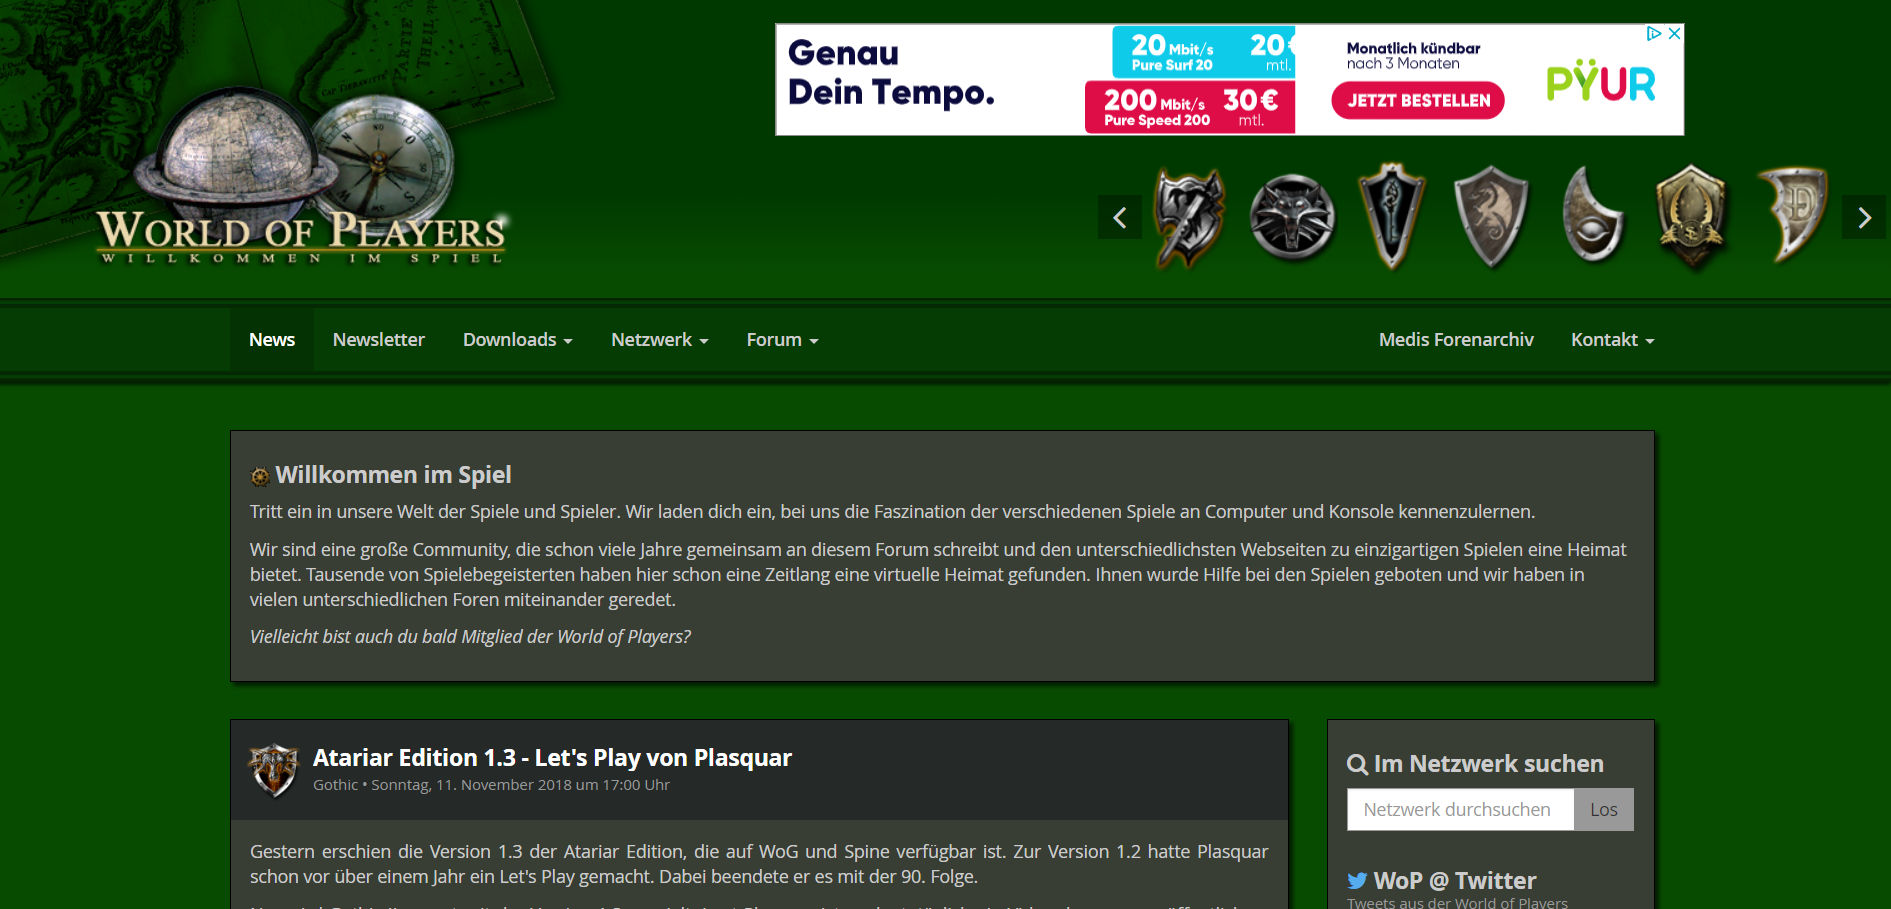 Genau
Dein Tempo.
20 Mbit/s 20€
Pure Surf 20 mtl.
200 Mbit/s 30€
Pure Speed 200 mtl.
Monatlich kündbar
nach 3 Monaten
JETZT BESTELLEN
PŸUR
WORLD OF PLAYERS
WILLKOMMEN IM SPIEL
News Newsletter Downloads Netzwerk Forum Medis Forenarchiv Kontakt
Willkommen im Spiel
Tritt ein in unsere Welt der Spiele und Spieler. Wir laden dich ein, bei uns die Faszination der verschiedenen Spiele an Computer und Konsole kennenzulernen.
Wir sind eine große Community, die schon viele Jahre gemeinsam an diesem Forum schreibt und den unterschiedlichsten Webseiten zu einzigartigen Spielen eine Heimat
bietet. Tausende von Spielebegeisterten haben hier schon eine Zeitlang eine virtuelle Heimat gefunden. Ihnen wurde Hilfe bei den Spielen geboten und wir haben in
vielen unterschiedlichen Foren miteinander geredet.
Vielleicht bist auch du bald Mitglied der World of Players?
Atariar Edition 1.3 - Let's Play von Plasquar
Gothic • Sonntag, 11. November 2018 um 17:00 Uhr
Gestern erschien die Version 1.3 der Atariar Edition, die auf WoG und Spine verfügbar ist. Zur Version 1.2 hatte Plasquar
schon vor über einem Jahr ein Let's Play gemacht. Dabei beendete er es mit der 90. Folge.
Im Netzwerk suchen
Netzwerk durchsuchen Los
WoP @ Twitter
Tweets aus der World of Players